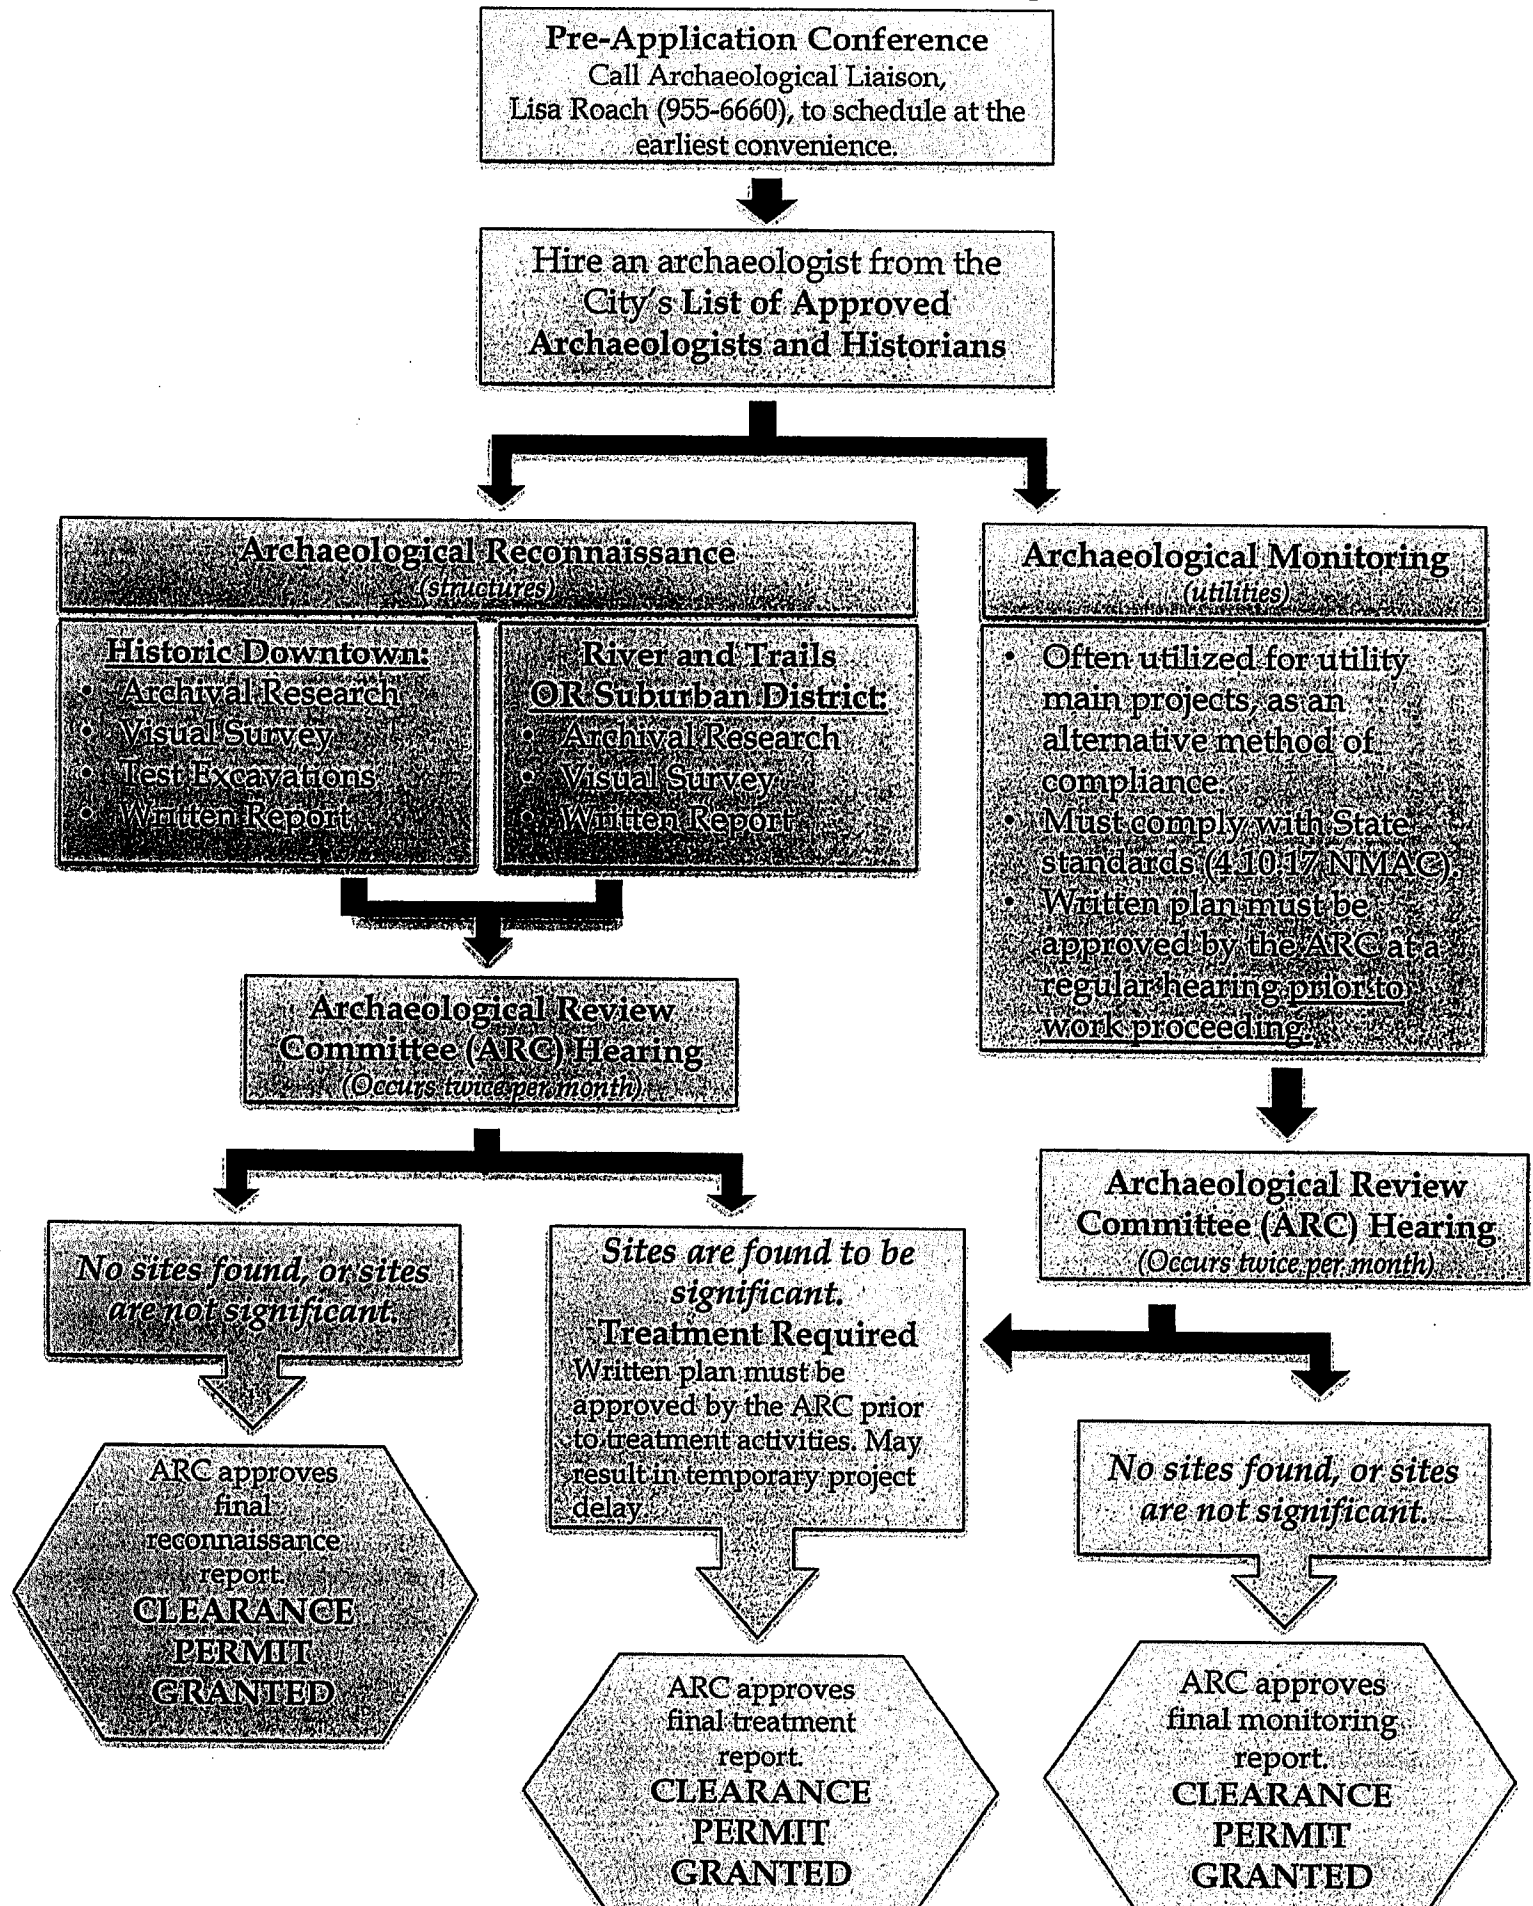 Pre-Application Conference
Call Archaeological Liaison,
Lisa Roach (955-6660), to schedule at the
earliest convenience.
Hire an archaeologist from the
City's List of Approved
Archaeologists and Historians
Archaeological Reconnaissance
(structures)
Historic Downtown:
• Archival Research
• Visual Survey
• Test Excavations
• Written Report
River and Trails
OR Suburban District:
• Archival Research
• Visual Survey
• Written Report
Archaeological Monitoring
(utilities)
• Often utilized for utility
main projects, as an
alternative method of
compliance.
• Must comply with State
standards (4.10.17 NMAC).
• Written plan must be
approved by the ARC at a
regular hearing prior to
work proceeding.
Archaeological Review
Committee (ARC) Hearing
(Occurs twice per month)
Archaeological Review
Committee (ARC) Hearing
(Occurs twice per month)
No sites found, or sites
are not significant.
Sites are found to be
significant.
Treatment Required
Written plan must be
approved by the ARC prior
to treatment activities. May
result in temporary project
delay.
No sites found, or sites
are not significant.
ARC approves
final
reconnaissance
report.
CLEARANCE
PERMIT
GRANTED
ARC approves
final treatment
report.
CLEARANCE
PERMIT
GRANTED
ARC approves
final monitoring
report.
CLEARANCE
PERMIT
GRANTED